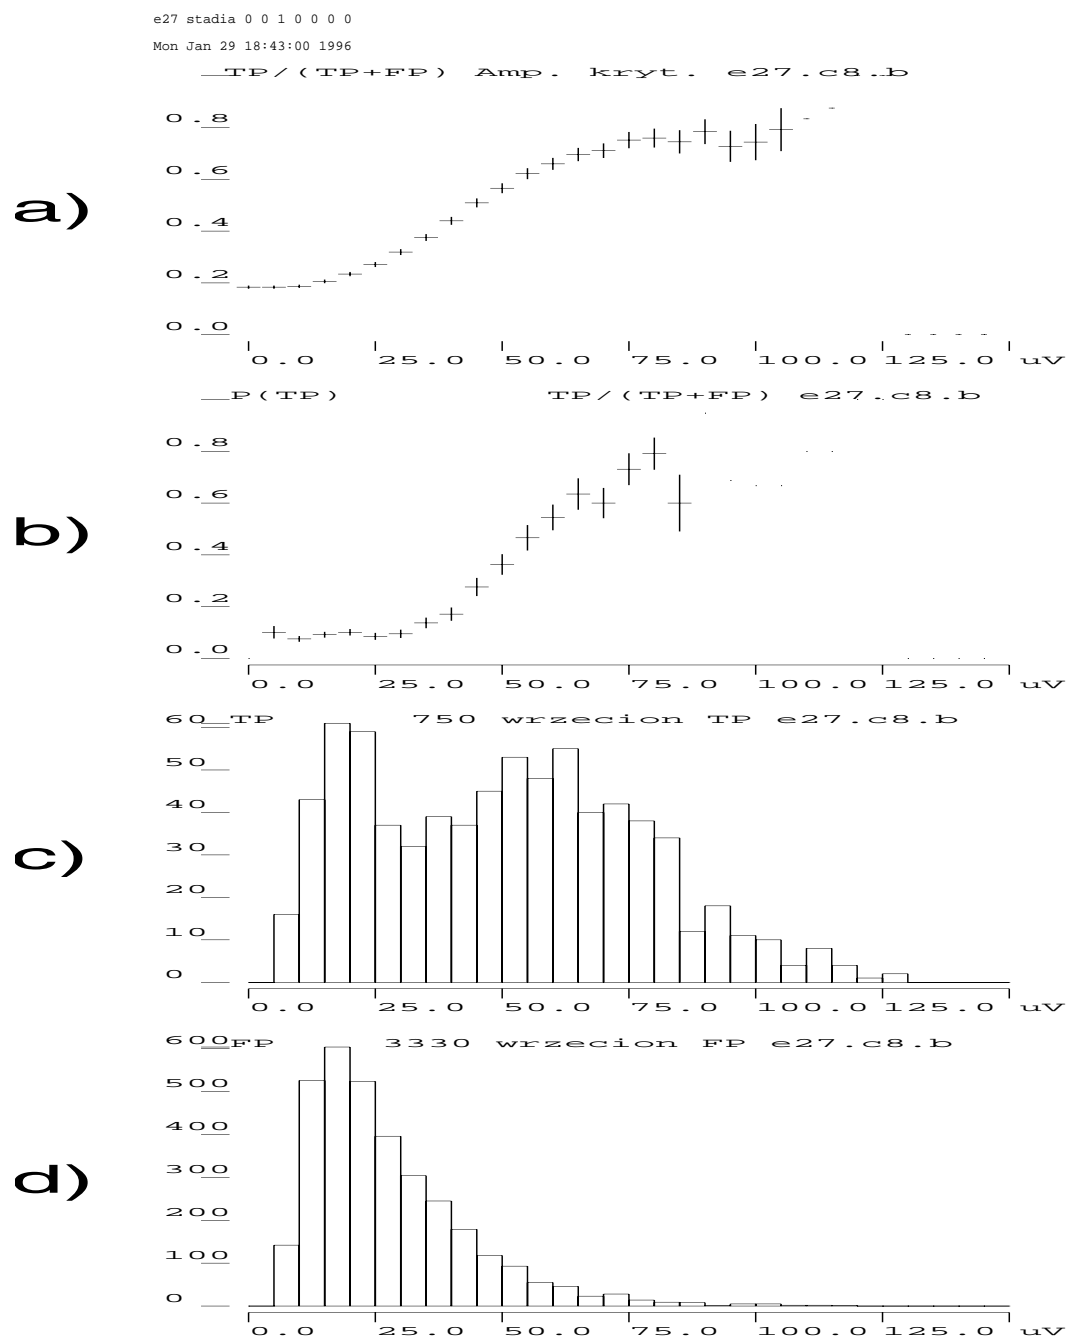 e27 stadia 0 0 1 0 0 0 0
Mon Jan 29 18:43:00 1996
TP/(TP+FP) Amp. kryt. e27.c8.b
0.8
0.6
a)
0.4
0.2
0.0
0.0 25.0 50.0 75.0 100.0 125.0 uV
P(TP) TP/(TP+FP) e27.c8.b
0.8
0.6
b)
0.4
0.2
0.0
0.0 25.0 50.0 75.0 100.0 125.0 uV
60 TP 750 wrzecion TP e27.c8.b
50
40
c)
30
20
10
0
0.0 25.0 50.0 75.0 100.0 125.0 uV
600 FP 3330 wrzecion FP e27.c8.b
500
400
d)
300
200
100
0
0.0 25.0 50.0 75.0 100.0 125.0 uV